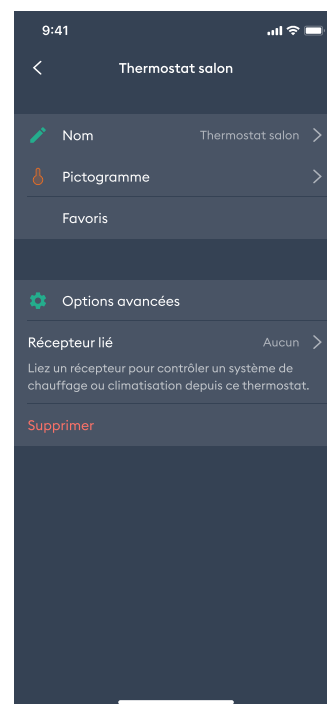 9:41
Thermostat salon
Nom Thermostat salon
Pictogramme
Favoris
Options avancées
Récepteur lié Aucun
Liez un récepteur pour contrôler un système de
chauffage ou climatisation depuis ce thermostat.
Supprimer